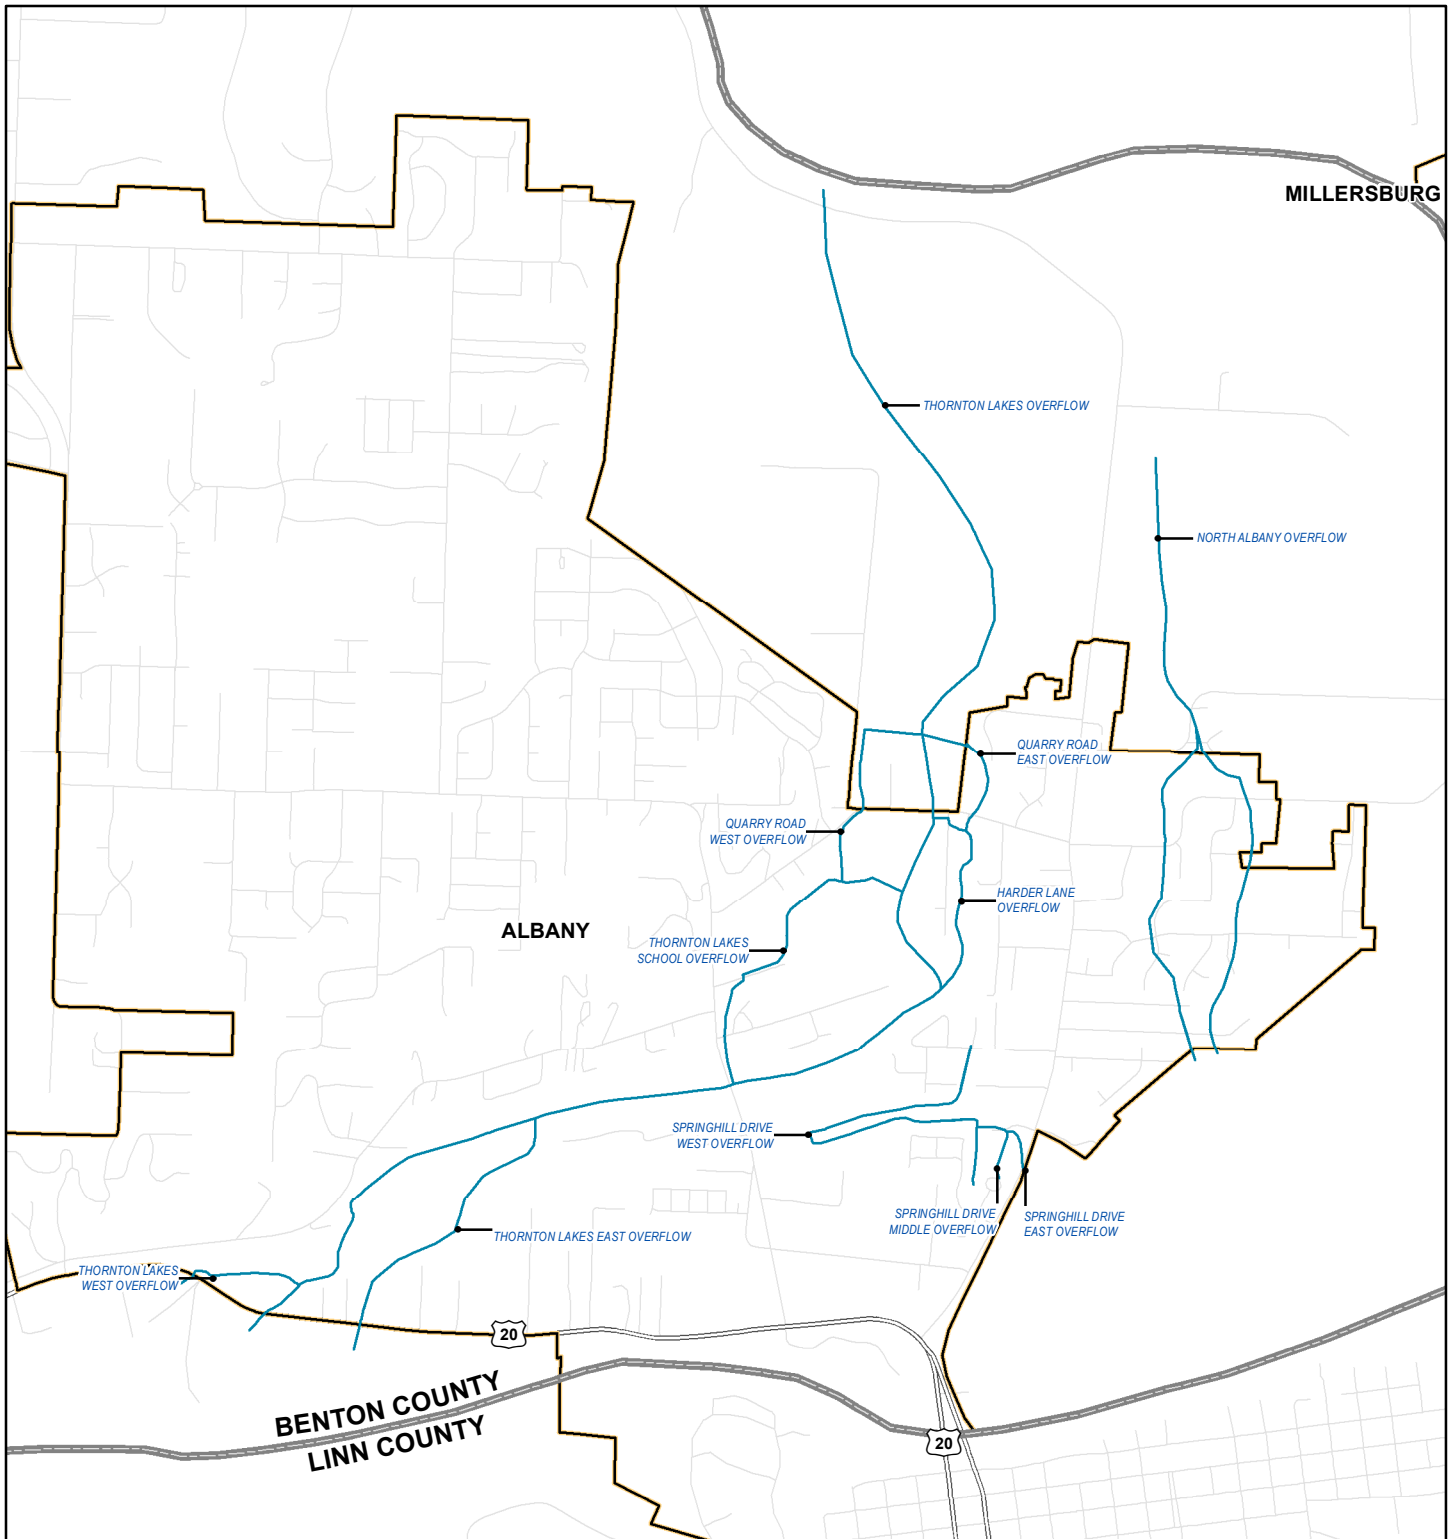 MILLERSBURG
THORNTON LAKES OVERFLOW
NORTH ALBANY OVERFLOW
QUARRY ROAD
EAST OVERFLOW
QUARRY ROAD
WEST OVERFLOW
HARDER LANE
OVERFLOW
ALBANY
THORNTON LAKES
SCHOOL OVERFLOW
SPRINGHILL DRIVE
WEST OVERFLOW
SPRINGHILL DRIVE
MIDDLE OVERFLOW
SPRINGHILL DRIVE
EAST OVERFLOW
THORNTON LAKES EAST OVERFLOW
THORNTON LAKES
WEST OVERFLOW
20
BENTON COUNTY
LINN COUNTY
20